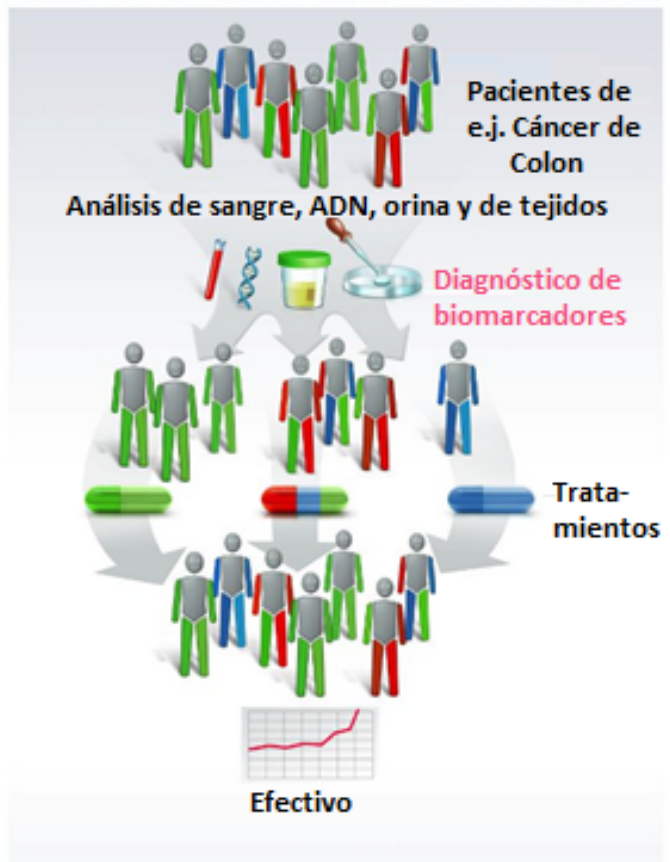 Pacientes de
e.j. Cáncer de
Colon
Análisis de sangre, ADN, orina y de tejidos
Diagnóstico de
biomarcadores
Trata-
mientos
Efectivo